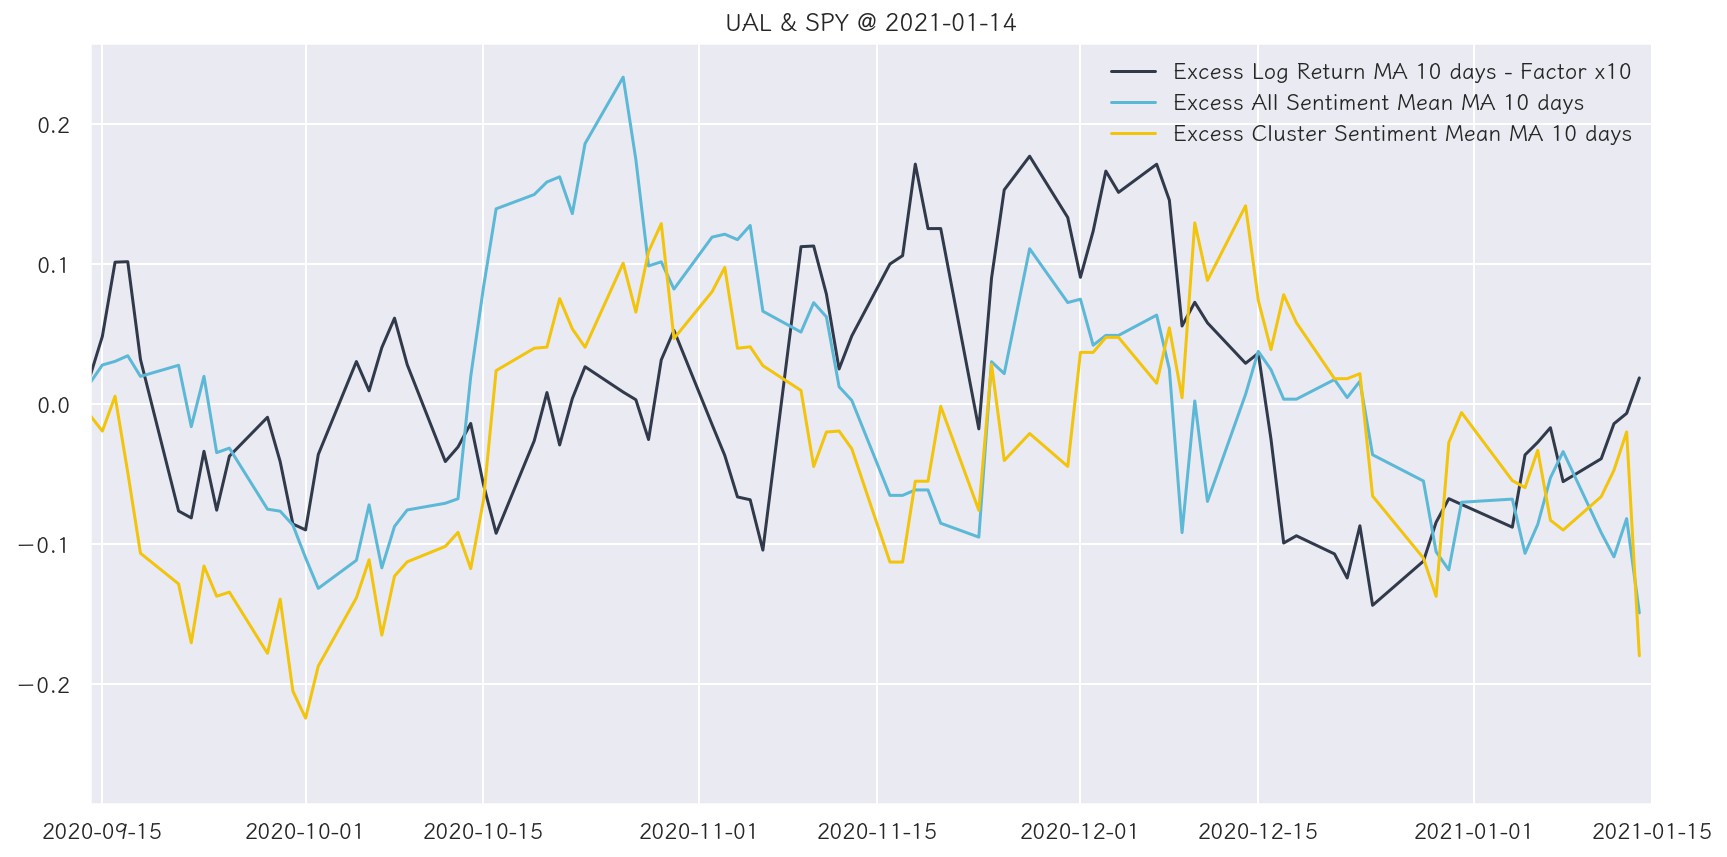 UAL & SPY @ 2021-01-14
Excess Log Return MA 10 days - Factor x10
Excess All Sentiment Mean MA 10 days
Excess Cluster Sentiment Mean MA 10 days
0.2
0.1
0.0
−0.1
−0.2
2020-09-15 2020-10-01 2020-10-15 2020-11-01 2020-11-15 2020-12-01 2020-12-15 2021-01-01 2021-01-15